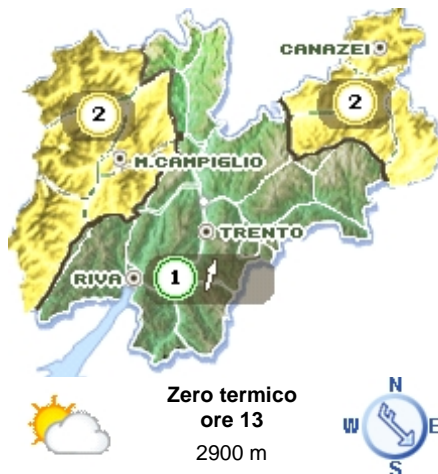 CANAZEI
2
2
M.CAMPIGLIO
TRENTO
RIVA
1
Zero termico
ore 13
2900 m
N
W E
S